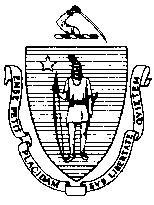 ENSE PETIT
PLACIDAM
SVB LIBERTATE
QVIETEM